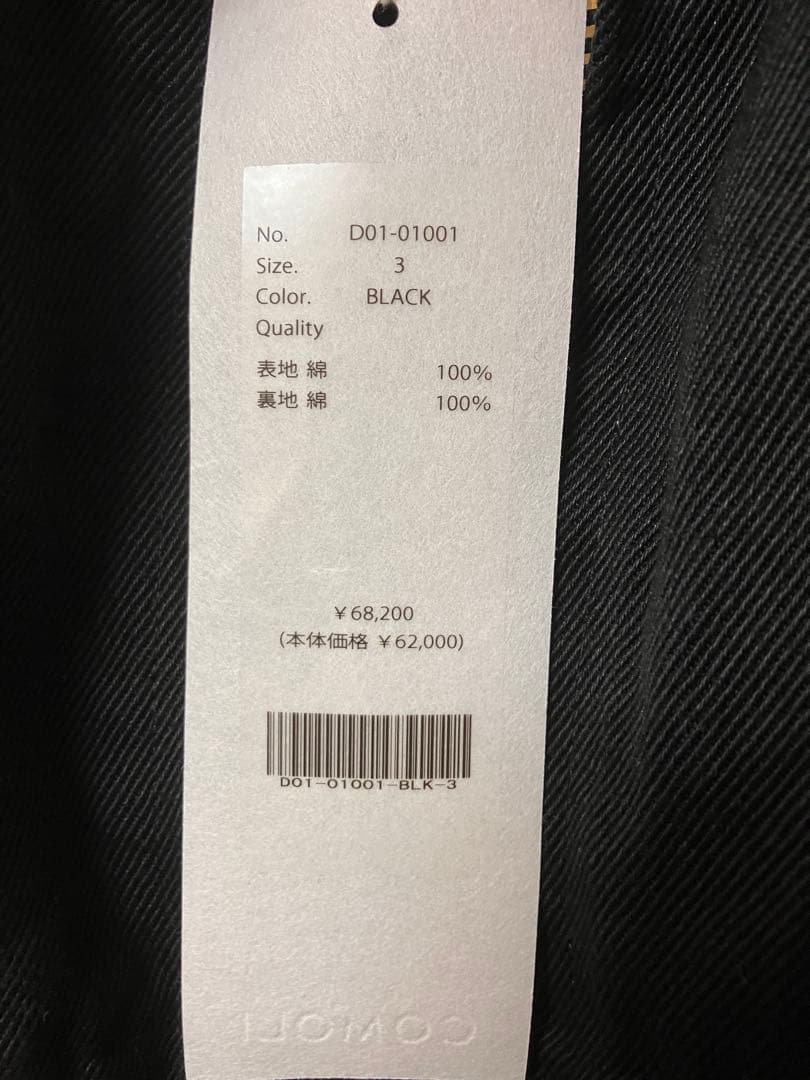 No. D01-01001
Size. 3
Color. BLACK
Quality
表地 綿 100%
裏地 綿 100%
¥68,200
(本体価格 ¥62,000)
D01-01001-BLK-3
COMOLI